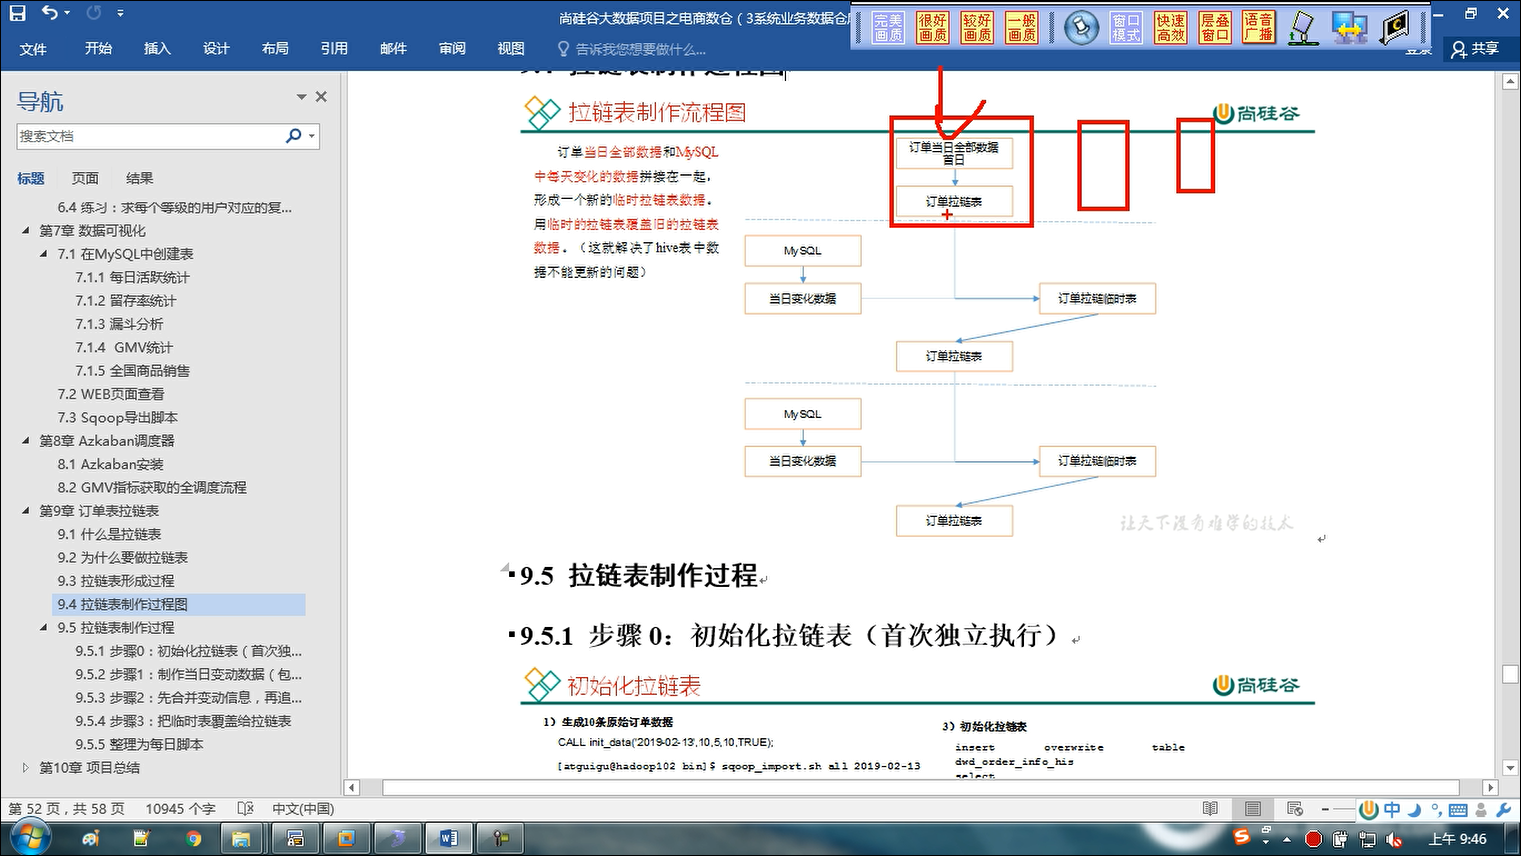 尚硅谷大数据项目之电商数仓（3系统业务数据仓
完美画质
很好画质
较好画质
一般画质
窗口模式
快速高效
层叠窗口
语音广播
文件
开始
插入
设计
布局
引用
邮件
审阅
视图
告诉我您想要做什么...
登录
共享
导航
搜索文档
标题
页面
结果
6.4 练习：求每个等级的用户对应的复...
第7章 数据可视化
7.1 在MySQL中创建表
7.1.1 每日活跃统计
7.1.2 留存率统计
7.1.3 漏斗分析
7.1.4 GMV统计
7.1.5 全国商品销售
7.2 WEB页面查看
7.3 Sqoop导出脚本
第8章 Azkaban调度器
8.1 Azkaban安装
8.2 GMV指标获取的全调度流程
第9章 订单表拉链表
9.1 什么是拉链表
9.2 为什么要做拉链表
9.3 拉链表形成过程
9.4 拉链表制作过程图
9.5 拉链表制作过程
9.5.1 步骤0：初始化拉链表（首次独...
9.5.2 步骤1：制作当日变动数据（包...
9.5.3 步骤2：先合并变动信息，再追...
9.5.4 步骤3：把临时表覆盖给拉链表
9.5.5 整理为每日脚本
第10章 项目总结
拉链表制作流程图
尚硅谷
订单当日全部数据和MySQL
中每天变化的数据拼接在一起，
形成一个新的临时拉链表数据。
用临时的拉链表覆盖旧的拉链表
数据。（这就解决了hive表中数
据不能更新的问题）
订单当日全部数据
首日
订单拉链表
MySQL
当日变化数据
订单拉链临时表
订单拉链表
MySQL
当日变化数据
订单拉链临时表
订单拉链表
让天下没有难学的技术
9.5 拉链表制作过程
9.5.1 步骤 0：初始化拉链表（首次独立执行）
初始化拉链表
尚硅谷
1）生成10条原始订单数据
CALL init_data('2019-02-13',10,5,10,TRUE);
[atguigu@hadoop102 bin]$ sqoop_import.sh all 2019-02-13
3）初始化拉链表
insert overwrite table
dwd_order_info_his
select
第 52 页，共 58 页
10945 个字
中文(中国)
中
上午 9:46